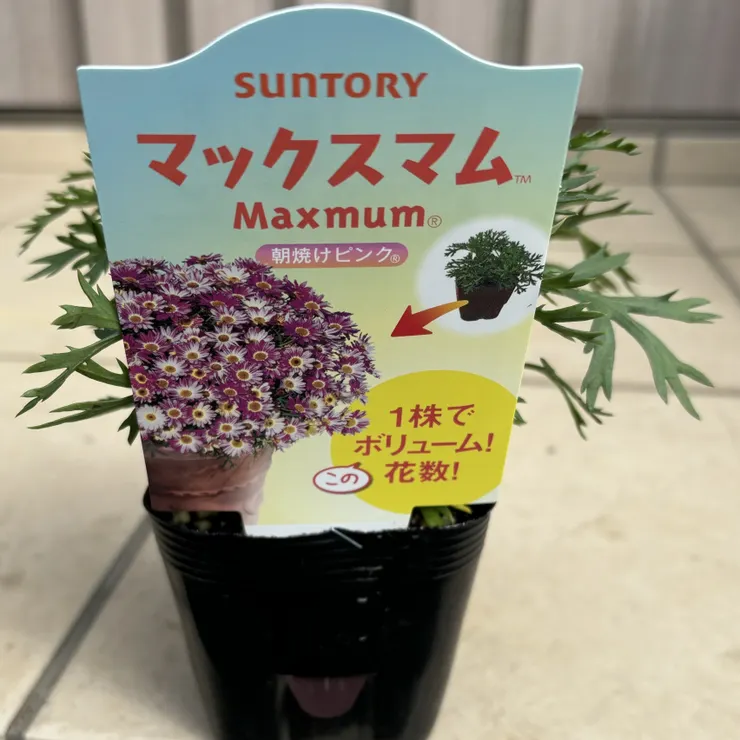 SUNTORY
マックスマム™
Maxmum®
朝焼けピンク®
1株で
ボリューム!
この花数!